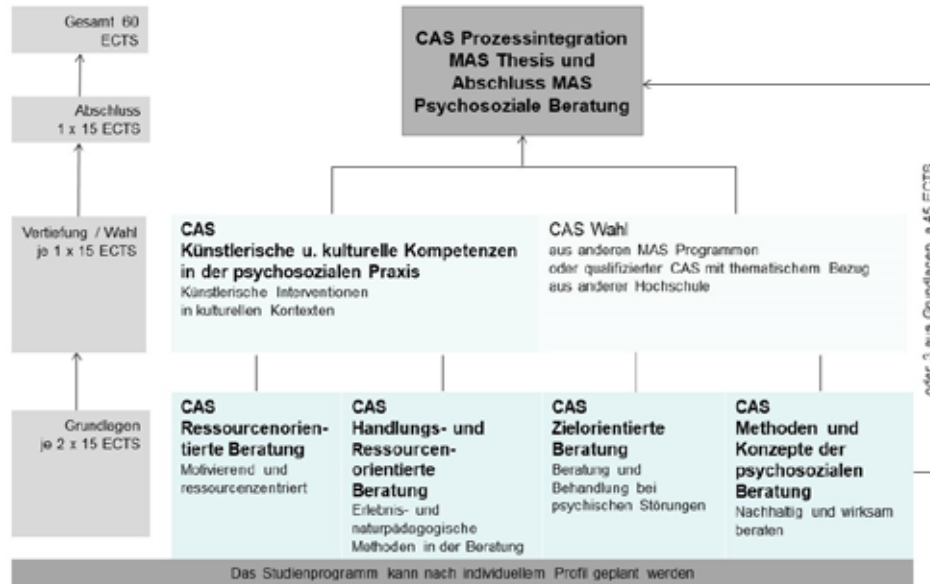 Gesamt 60
ECTS
CAS Prozessintegration
MAS Thesis und
Abschluss MAS
Psychosoziale Beratung
Abschluss
1 x 15 ECTS
Vertiefung / Wahl
je 1 x 15 ECTS
CAS
Künstlerische u. kulturelle Kompetenzen
in der psychosozialen Praxis
Künstlerische Interventionen
in kulturellen Kontexten
CAS Wahl
aus anderen MAS Programmen
oder qualifizierter CAS mit thematischem Bezug
aus anderer Hochschule
oder 3 aus Grundlagen = 45 ECTS
Grundlagen
je 2 x 15 ECTS
CAS
Ressourcenorien-
tierte Beratung
Motivierend und
ressourcenzentriert
CAS
Handlungs- und
Ressourcen-
orientierte
Beratung
Erlebnis- und
naturpädagogische
Methoden in der Beratung
CAS
Zielorientierte
Beratung
Beratung und
Behandlung bei
psychischen Störungen
CAS
Methoden und
Konzepte der
psychosozialen
Beratung
Nachhaltig und wirksam
beraten
Das Studienprogramm kann nach individuellem Profil geplant werden